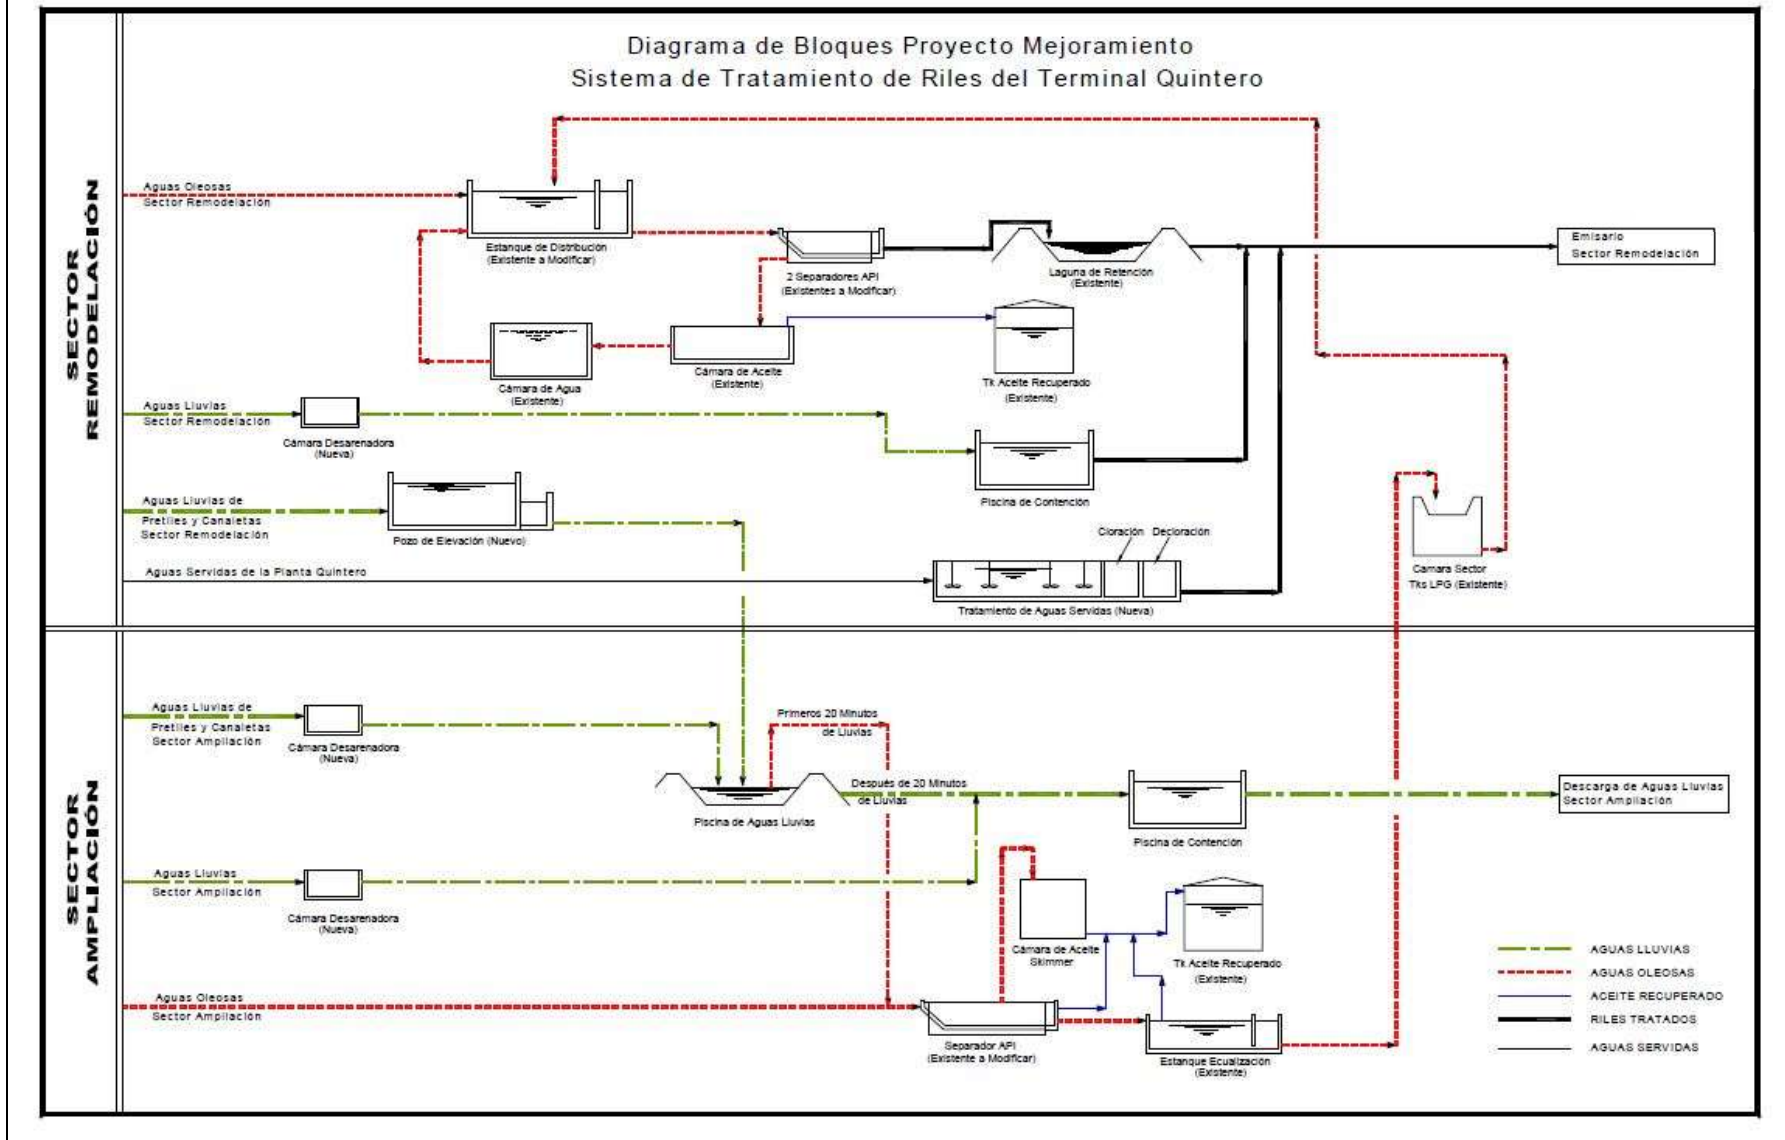 Diagrama de Bloques Proyecto Mejoramiento
Sistema de Tratamiento de Riles del Terminal Quintero
SECTOR
REMODELACIÓN
Aguas Oleosas
Sector Remodelación
Estanque de Distribución
(Existente a Modificar)
2 Separadores API
(Existentes a Modificar)
Laguna de Retención
(Existente)
Emisario
Sector Remodelación
Cámara de Agua
(Existente)
Cámara de Aceite
(Existente)
Tk Aceite Recuperado
(Existente)
Aguas Lluvias
Sector Remodelación
Cámara Desarenadora
(Nueva)
Piscina de Contención
Aguas Lluvias de
Pretiles y Canaletas
Sector Remodelación
Pozo de Elevación (Nuevo)
Cloración Decloración
Camara Sector
Tks LPG (Existente)
Aguas Servidas de la Planta Quintero
Tratamiento de Aguas Servidas (Nueva)
SECTOR
AMPLIACIÓN
Aguas Lluvias de
Pretiles y Canaletas
Sector Ampliación
Cámara Desarenadora
(Nueva)
Primeros 20 Minutos
de Lluvias
Piscina de Aguas Lluvias
Después de 20 Minutos
de Lluvias
Piscina de Contención
Descarga de Aguas Lluvias
Sector Ampliación
Aguas Lluvias
Sector Ampliación
Cámara Desarenadora
(Nueva)
Cámara de Aceite
Skimmer
Tk Aceite Recuperado
(Existente)
Aguas Oleosas
Sector Ampliación
Separador API
(Existente a Modificar)
Estanque Ecualización
(Existente)
AGUAS LLUVIAS
AGUAS OLEOSAS
ACEITE RECUPERADO
RILES TRATADOS
AGUAS SERVIDAS